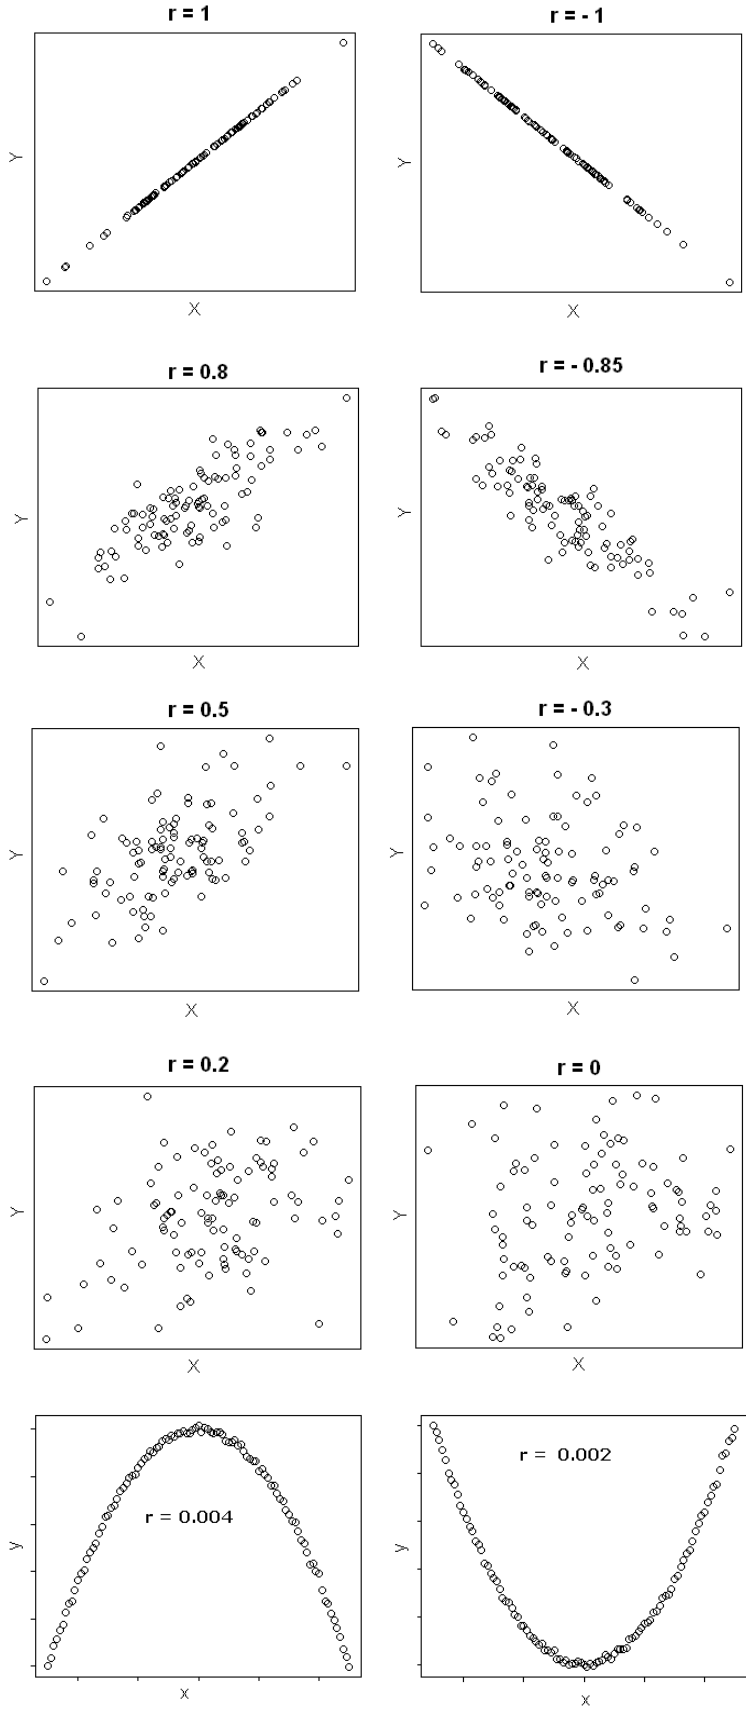 r = 1
r = - 1
Y
Y
X
X
r = 0.8
r = - 0.85
Y
Y
X
X
r = 0.5
r = - 0.3
Y
Y
X
X
r = 0.2
r = 0
Y
Y
X
X
r = 0.004
r = 0.002
y
y
x
x